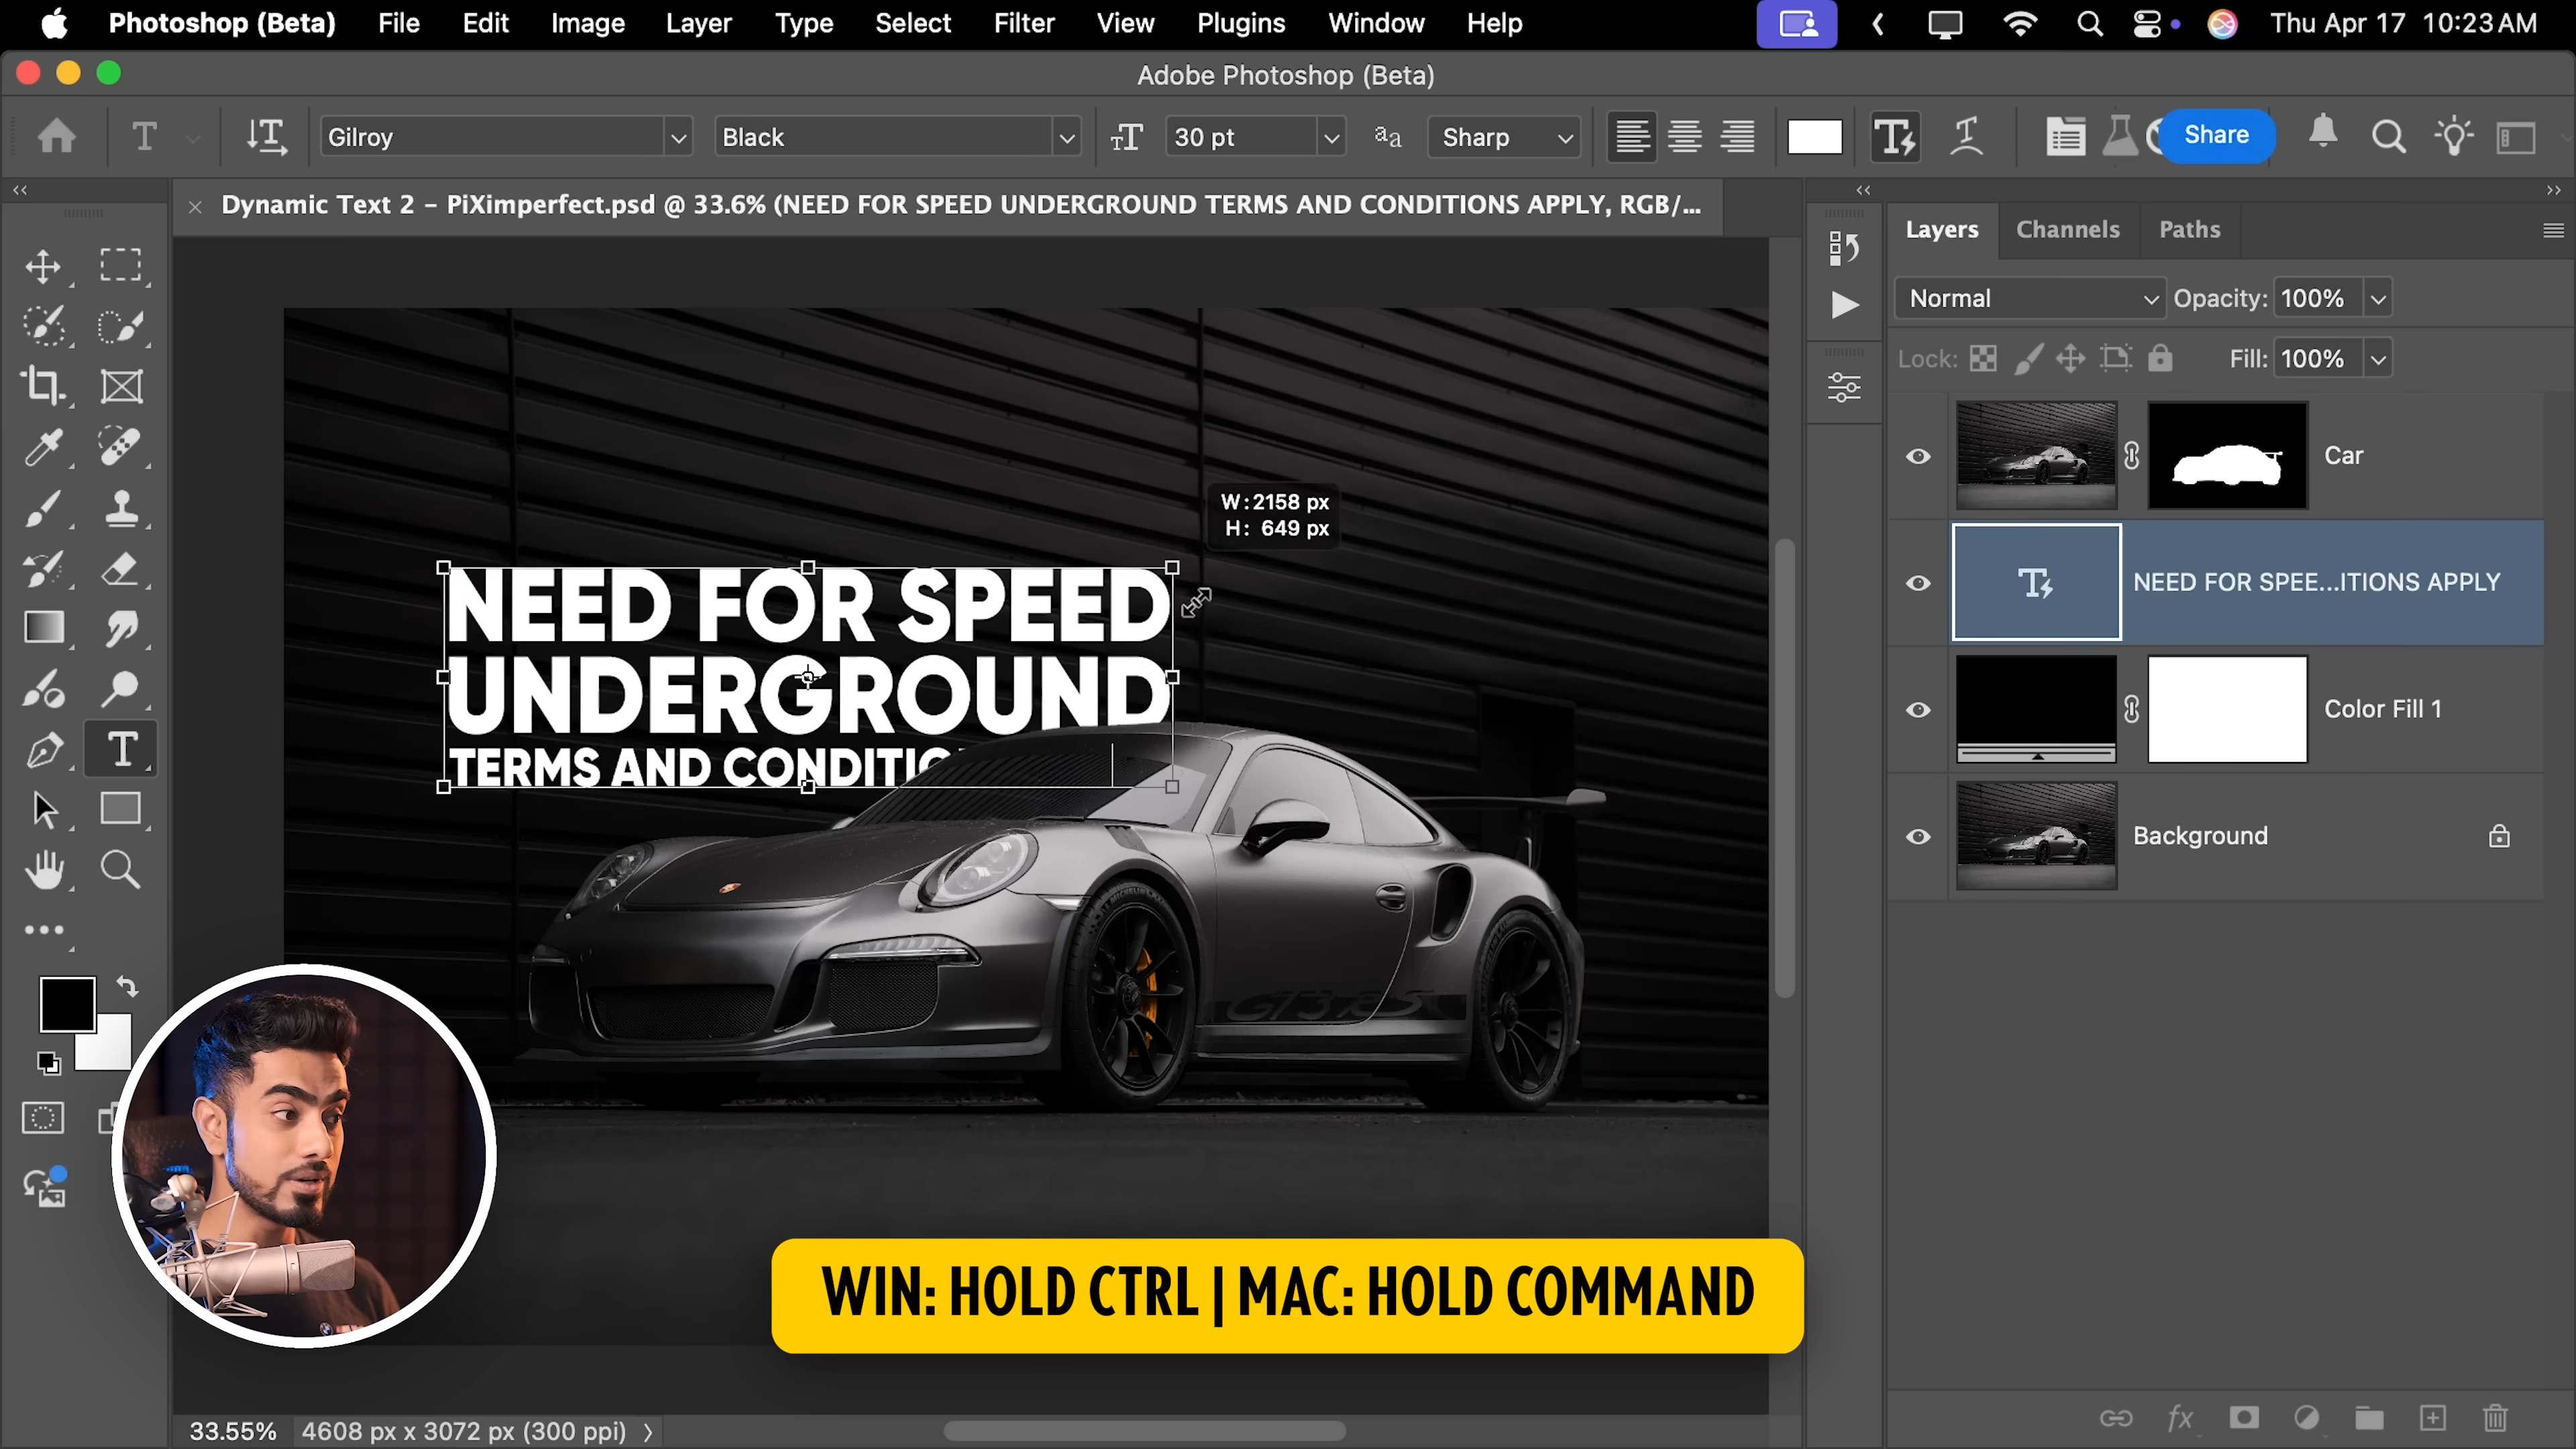 Photoshop (Beta) File Edit Image Layer Type Select Filter View Plugins Window Help Thu Apr 17 10:23 AM
Adobe Photoshop (Beta)
Gilroy Black 30 pt Sharp Share
Dynamic Text 2 - PiXimperfect.psd @ 33.6% (NEED FOR SPEED UNDERGROUND TERMS AND CONDITIONS APPLY, RGB/...
Layers Channels Paths
Normal Opacity: 100%
Lock: Fill: 100%
Car
NEED FOR SPEE...ITIONS APPLY
Color Fill 1
Background
W: 2158 px
H: 649 px
NEED FOR SPEED
UNDERGROUND
TERMS AND CONDITIO
GT3 RS
WIN: HOLD CTRL | MAC: HOLD COMMAND
33.55% 4608 px x 3072 px (300 ppi)